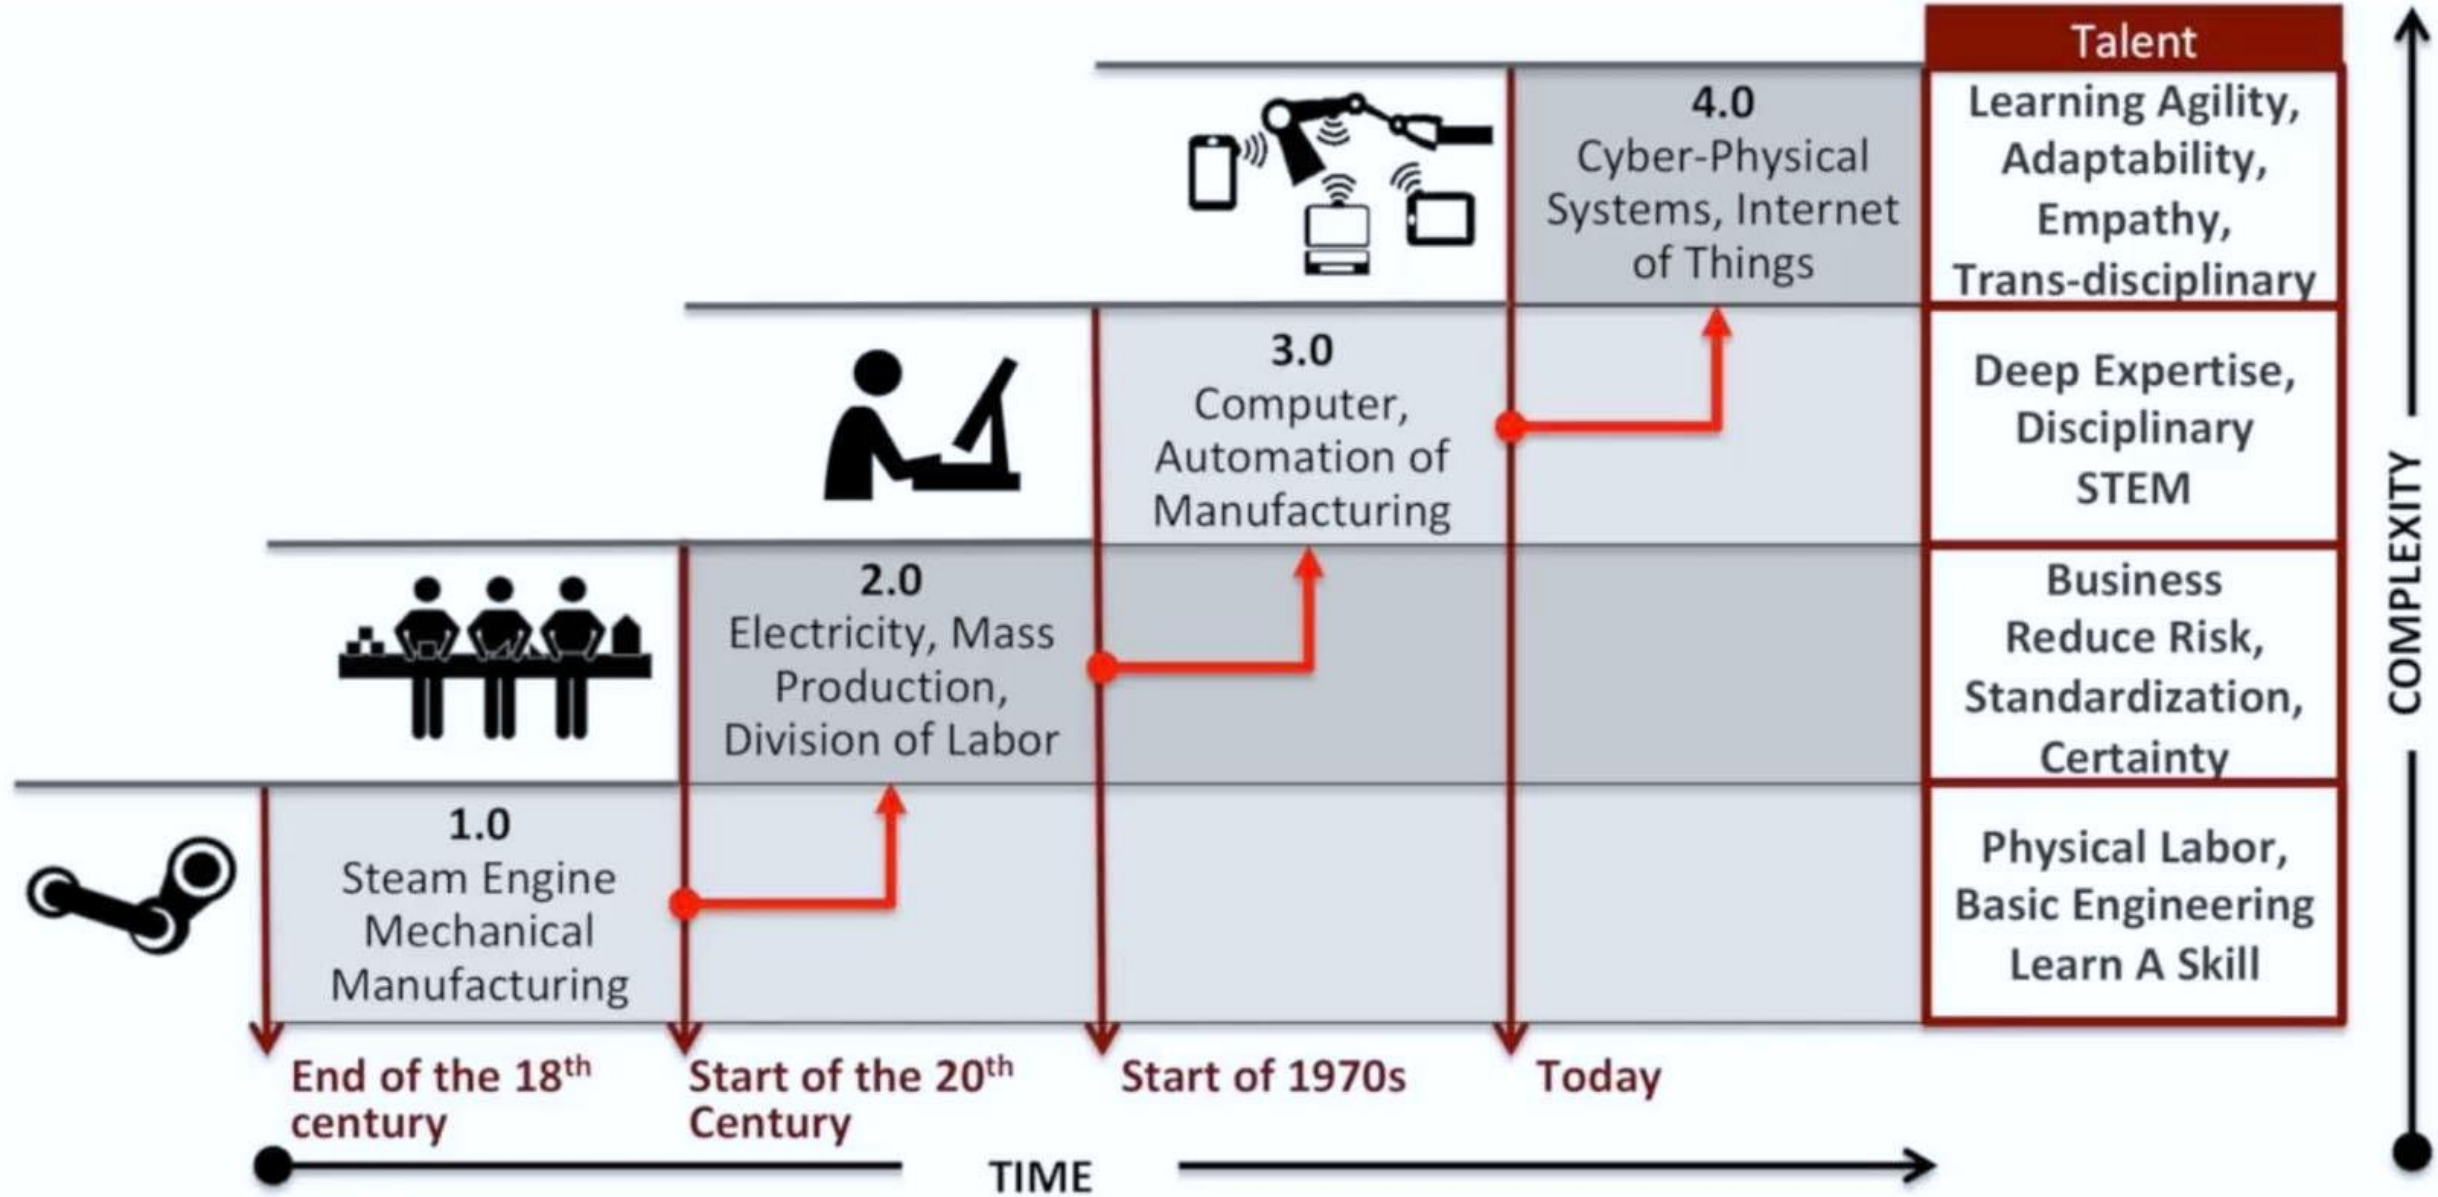 Talent
4.0
Cyber-Physical
Systems, Internet
of Things
Learning Agility,
Adaptability,
Empathy,
Trans-disciplinary
3.0
Computer,
Automation of
Manufacturing
Deep Expertise,
Disciplinary
STEM
2.0
Electricity, Mass
Production,
Division of Labor
Business
Reduce Risk,
Standardization,
Certainty
1.0
Steam Engine
Mechanical
Manufacturing
Physical Labor,
Basic Engineering
Learn A Skill
COMPLEXITY
End of the 18th
century
Start of the 20th
Century
Start of 1970s
Today
TIME